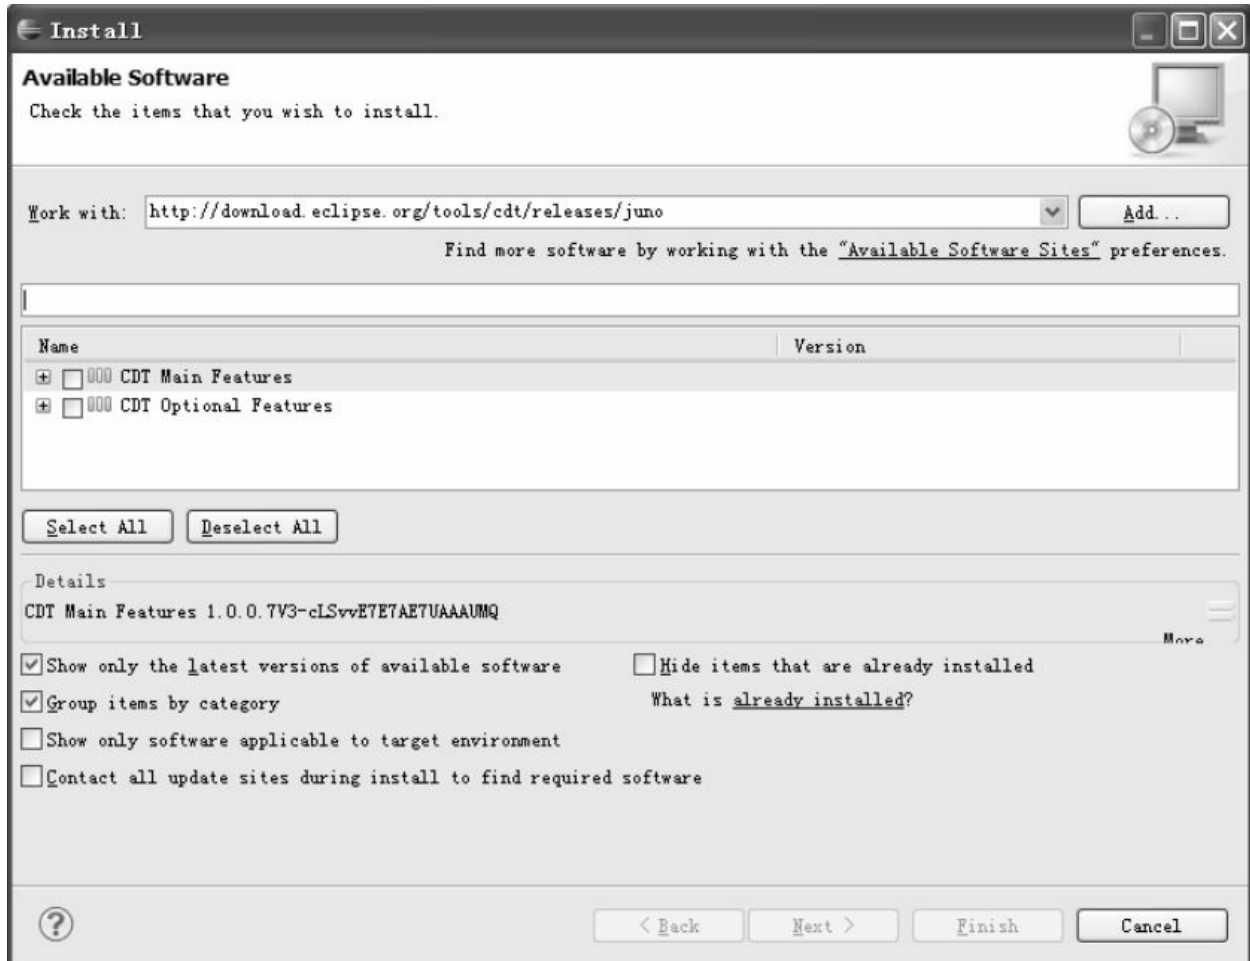 Install
Available Software
Check the items that you wish to install.
Work with: http://download.eclipse.org/tools/cdt/releases/juno Add...
Find more software by working with the "Available Software Sites" preferences.
Name Version
CDT Main Features
CDT Optional Features
Select All Deselect All
Details
CDT Main Features 1.0.0.7V3-cLSvvE7E7AE7UAAAUMQ
More
Show only the latest versions of available software Hide items that are already installed
Group items by category What is already installed?
Show only software applicable to target environment
Contact all update sites during install to find required software
? < Back Next > Finish Cancel